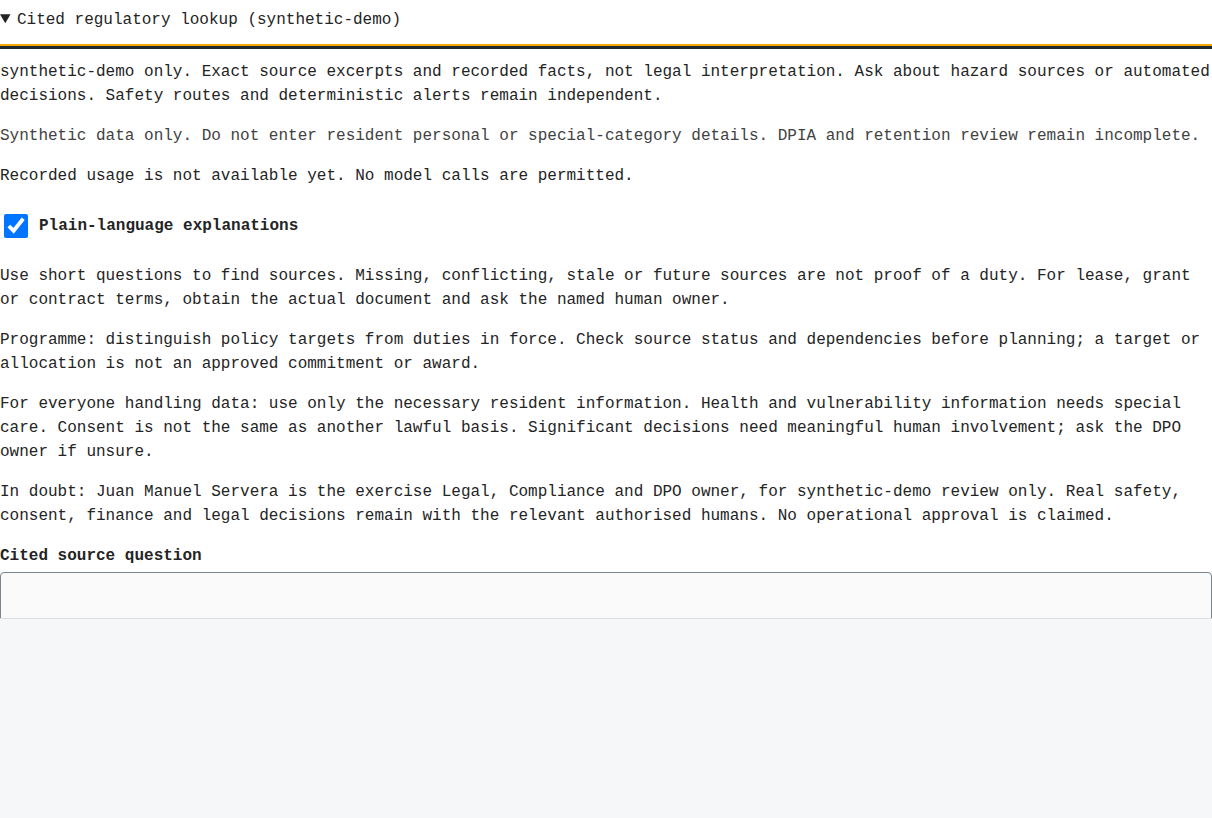 Cited regulatory lookup (synthetic-demo)
synthetic-demo only. Exact source excerpts and recorded facts, not legal interpretation. Ask about hazard sources or automated
decisions. Safety routes and deterministic alerts remain independent.
Synthetic data only. Do not enter resident personal or special-category details. DPIA and retention review remain incomplete.
Recorded usage is not available yet. No model calls are permitted.
Plain-language explanations
Use short questions to find sources. Missing, conflicting, stale or future sources are not proof of a duty. For lease, grant
or contract terms, obtain the actual document and ask the named human owner.
Programme: distinguish policy targets from duties in force. Check source status and dependencies before planning; a target or
allocation is not an approved commitment or award.
For everyone handling data: use only the necessary resident information. Health and vulnerability information needs special
care. Consent is not the same as another lawful basis. Significant decisions need meaningful human involvement; ask the DPO
owner if unsure.
In doubt: Juan Manuel Servera is the exercise Legal, Compliance and DPO owner, for synthetic-demo review only. Real safety,
consent, finance and legal decisions remain with the relevant authorised humans. No operational approval is claimed.
Cited source question